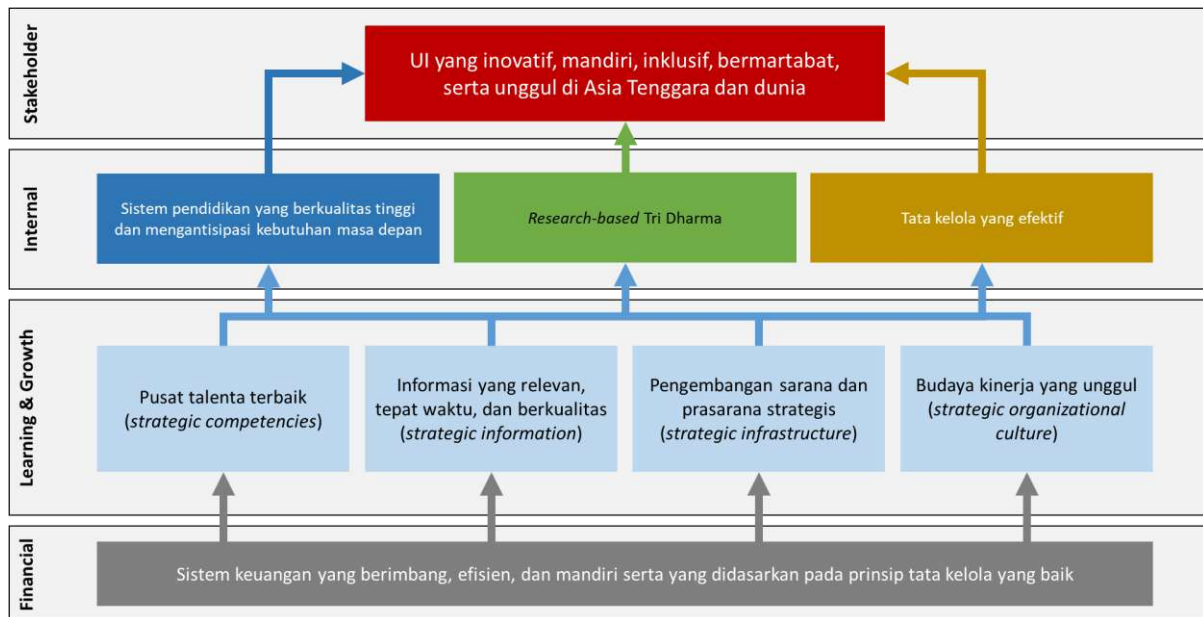 Stakeholder
UI yang inovatif, mandiri, inklusif, bermartabat,
serta unggul di Asia Tenggara dan dunia
Internal
Sistem pendidikan yang berkualitas tinggi
dan mengantisipasi kebutuhan masa depan
Research-based Tri Dharma
Tata kelola yang efektif
Learning & Growth
Pusat talenta terbaik
(strategic competencies)
Informasi yang relevan,
tepat waktu, dan berkualitas
(strategic information)
Pengembangan sarana dan
prasarana strategis
(strategic infrastructure)
Budaya kinerja yang unggul
(strategic organizational
culture)
Financial
Sistem keuangan yang berimbang, efisien, dan mandiri serta yang didasarkan pada prinsip tata kelola yang baik